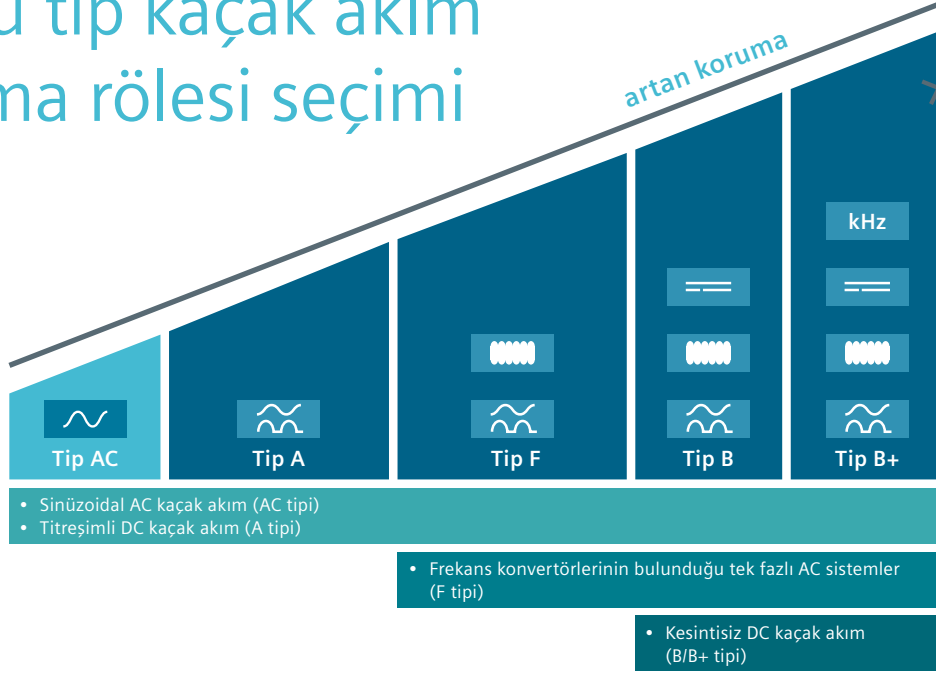 tip kaçak akım
rölesi seçimi
artan koruma
kHz
Tip AC
Tip A
Tip F
Tip B
Tip B+
• Sinüzoidal AC kaçak akım (AC tipi)
• Titreşimli DC kaçak akım (A tipi)
• Frekans konvertörlerinin bulunduğu tek fazlı AC sistemler
(F tipi)
• Kesintisiz DC kaçak akım
(B/B+ tipi)